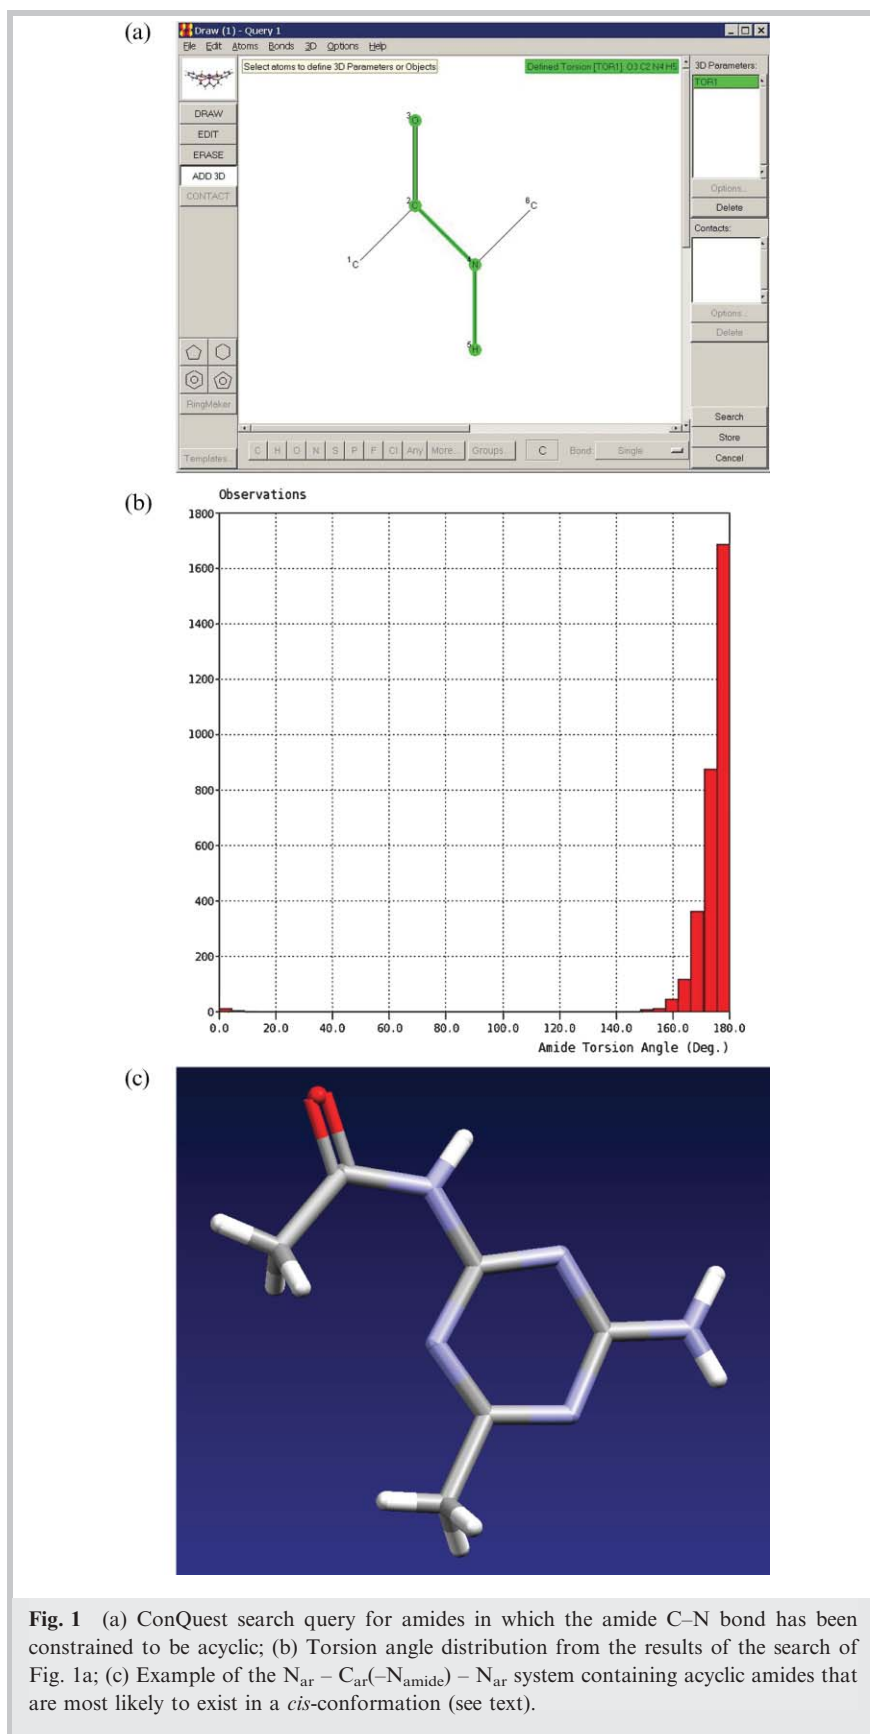 (a)
Draw (1) - Query 1
File Edit Atoms Bonds 3D Options Help
Select atoms to define 3D Parameters or Objects
Defined Torsion [TOR1]: O3 C2 N4 H5
3D Parameters:
TOR1
DRAW
EDIT
ERASE
ADD 3D
CONTACT
Options...
Delete
Contacts:
Options...
Delete
3 O
2 C
6 C
1 C
4 N
5 H
RingMaker
Templates...
C H O N S P F Cl Any More... Groups... C Bond: Single
Search
Store
Cancel
(b)
Observations
1800
1600
1400
1200
1000
800
600
400
200
0
0.0 20.0 40.0 60.0 80.0 100.0 120.0 140.0 160.0 180.0
Amide Torsion Angle (Deg.)
(c)
Fig. 1 (a) ConQuest search query for amides in which the amide C–N bond has been
constrained to be acyclic; (b) Torsion angle distribution from the results of the search of
Fig. 1a; (c) Example of the Nar – Car(–Namide) – Nar system containing acyclic amides that
are most likely to exist in a cis-conformation (see text).